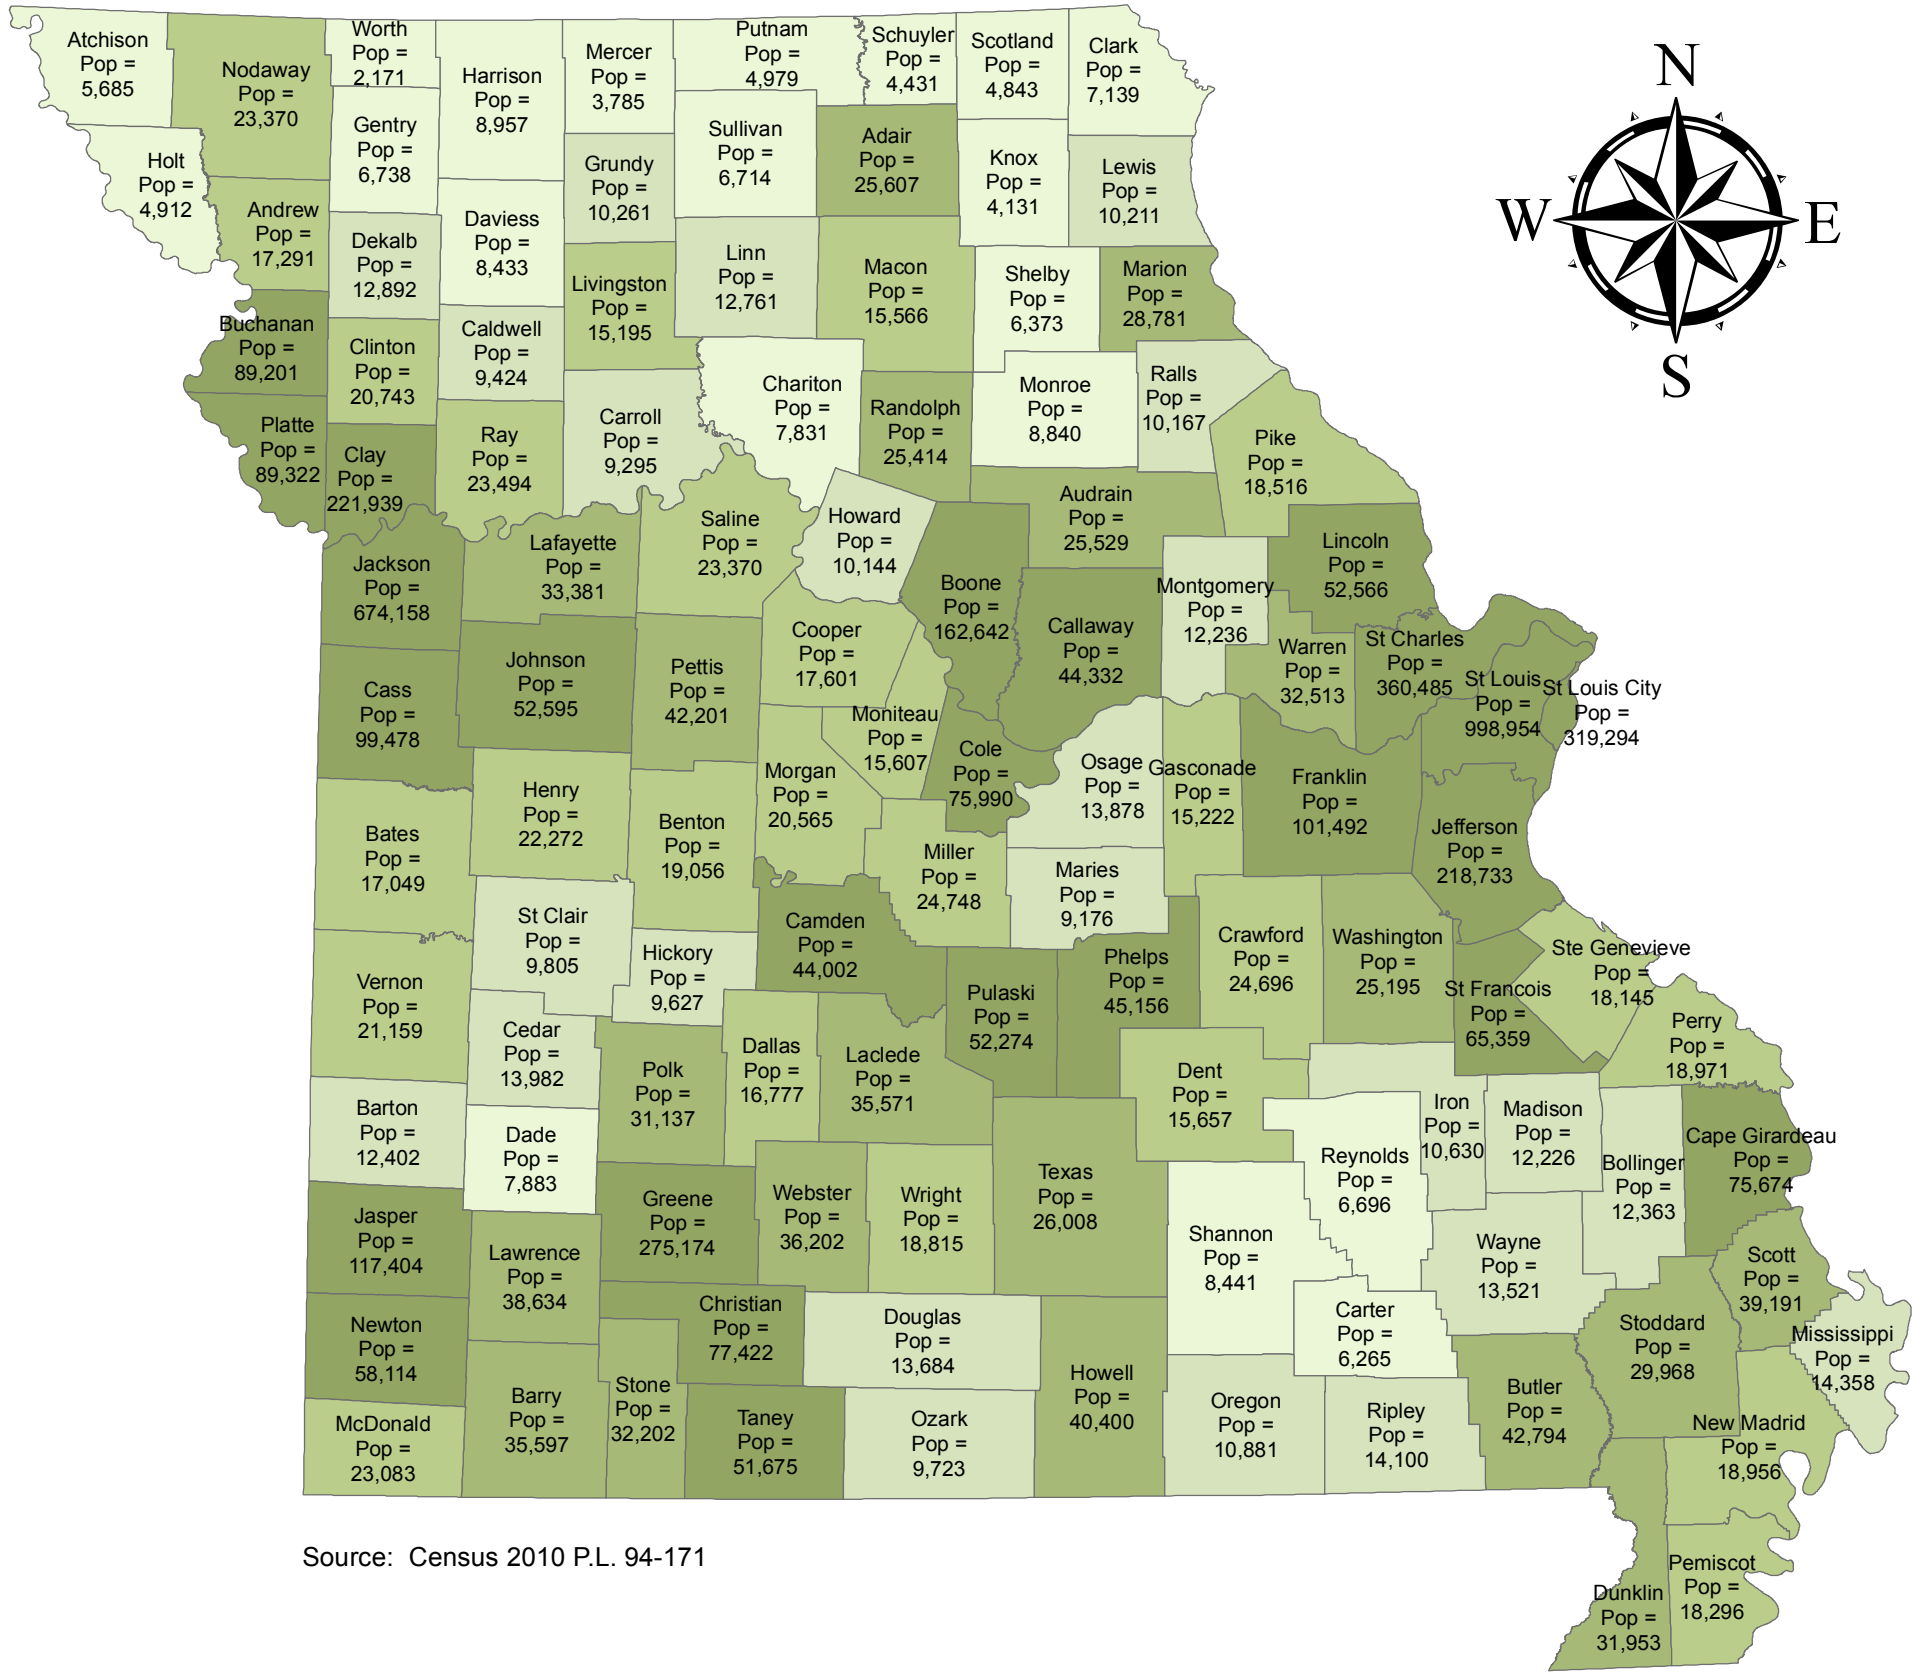 Atchison
Pop =
5,685
Nodaway
Pop =
23,370
Worth
Pop =
2,171
Harrison
Pop =
8,957
Mercer
Pop =
3,785
Putnam
Pop =
4,979
Schuyler
Pop =
4,431
Scotland
Pop =
4,843
Clark
Pop =
7,139
N
W
E
S
Holt
Pop =
4,912
Andrew
Pop =
17,291
Gentry
Pop =
6,738
Dekalb
Pop =
12,892
Daviess
Pop =
8,433
Grundy
Pop =
10,261
Sullivan
Pop =
6,714
Adair
Pop =
25,607
Knox
Pop =
4,131
Lewis
Pop =
10,211
Livingston
Pop =
15,195
Linn
Pop =
12,761
Macon
Pop =
15,566
Shelby
Pop =
6,373
Marion
Pop =
28,781
Buchanan
Pop =
89,201
Clinton
Pop =
20,743
Caldwell
Pop =
9,424
Platte
Pop =
89,322
Clay
Pop =
221,939
Ray
Pop =
23,494
Carroll
Pop =
9,295
Chariton
Pop =
7,831
Randolph
Pop =
25,414
Monroe
Pop =
8,840
Ralls
Pop =
10,167
Pike
Pop =
18,516
Jackson
Pop =
674,158
Lafayette
Pop =
33,381
Saline
Pop =
23,370
Howard
Pop =
10,144
Boone
Pop =
162,642
Audrain
Pop =
25,529
Callaway
Pop =
44,332
Montgomery
Pop =
12,236
Lincoln
Pop =
52,566
Warren
Pop =
32,513
St Charles
Pop =
360,485
St Louis
Pop =
998,954
St Louis City
Pop =
319,294
Cass
Pop =
99,478
Johnson
Pop =
52,595
Pettis
Pop =
42,201
Cooper
Pop =
17,601
Moniteau
Pop =
15,607
Morgan
Pop =
20,565
Cole
Pop =
75,990
Osage
Pop =
13,878
Gasconade
Pop =
15,222
Franklin
Pop =
101,492
Jefferson
Pop =
218,733
Bates
Pop =
17,049
Henry
Pop =
22,272
Benton
Pop =
19,056
Miller
Pop =
24,748
Maries
Pop =
9,176
St Clair
Pop =
9,805
Hickory
Pop =
9,627
Camden
Pop =
44,002
Pulaski
Pop =
52,274
Phelps
Pop =
45,156
Crawford
Pop =
24,696
Washington
Pop =
25,195
St Francois
Pop =
65,359
Ste Genevieve
Pop =
18,145
Perry
Pop =
18,971
Vernon
Pop =
21,159
Cedar
Pop =
13,982
Polk
Pop =
31,137
Dallas
Pop =
16,777
Laclede
Pop =
35,571
Dent
Pop =
15,657
Iron
Pop =
10,630
Madison
Pop =
12,226
Bollinger
Pop =
12,363
Cape Girardeau
Pop =
75,674
Barton
Pop =
12,402
Dade
Pop =
7,883
Greene
Pop =
275,174
Webster
Pop =
36,202
Wright
Pop =
18,815
Texas
Pop =
26,008
Shannon
Pop =
8,441
Reynolds
Pop =
6,696
Wayne
Pop =
13,521
Scott
Pop =
39,191
Jasper
Pop =
117,404
Lawrence
Pop =
38,634
Christian
Pop =
77,422
Douglas
Pop =
13,684
Carter
Pop =
6,265
Stoddard
Pop =
29,968
Mississippi
Pop =
14,358
Newton
Pop =
58,114
McDonald
Pop =
23,083
Barry
Pop =
35,597
Stone
Pop =
32,202
Taney
Pop =
51,675
Ozark
Pop =
9,723
Howell
Pop =
40,400
Oregon
Pop =
10,881
Ripley
Pop =
14,100
Butler
Pop =
42,794
New Madrid
Pop =
18,956
Dunklin
Pop =
31,953
Pemiscot
Pop =
18,296
Source:  Census 2010 P.L. 94-171